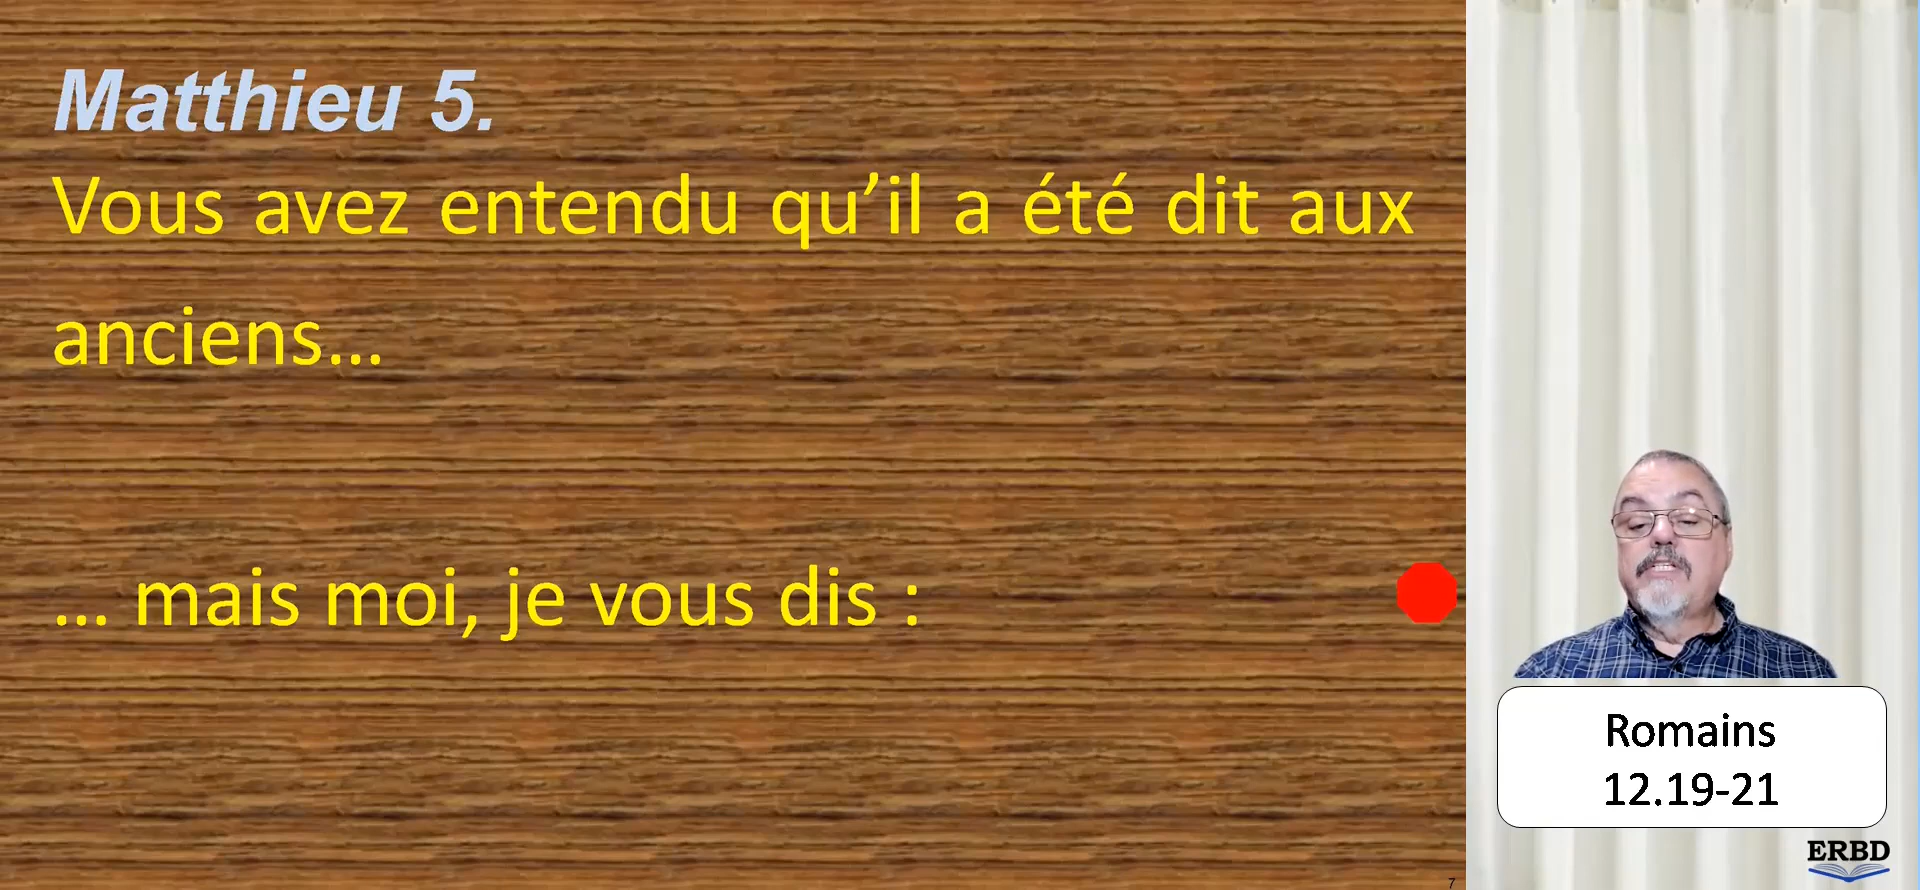 Matthieu 5.
Vous avez entendu qu’il a été dit aux
anciens…
… mais moi, je vous dis :
Romains
12.19-21
ERBD
7